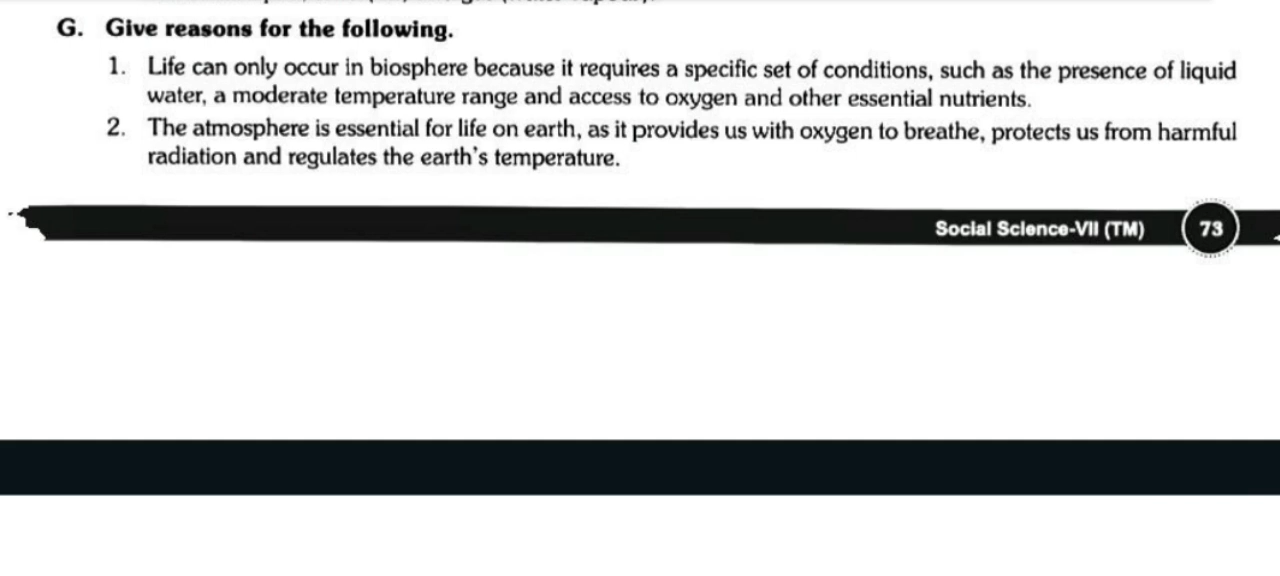 G. Give reasons for the following.
1. Life can only occur in biosphere because it requires a specific set of conditions, such as the presence of liquid
water, a moderate temperature range and access to oxygen and other essential nutrients.
2. The atmosphere is essential for life on earth, as it provides us with oxygen to breathe, protects us from harmful
radiation and regulates the earth's temperature.
Social Science-VII (TM) 73